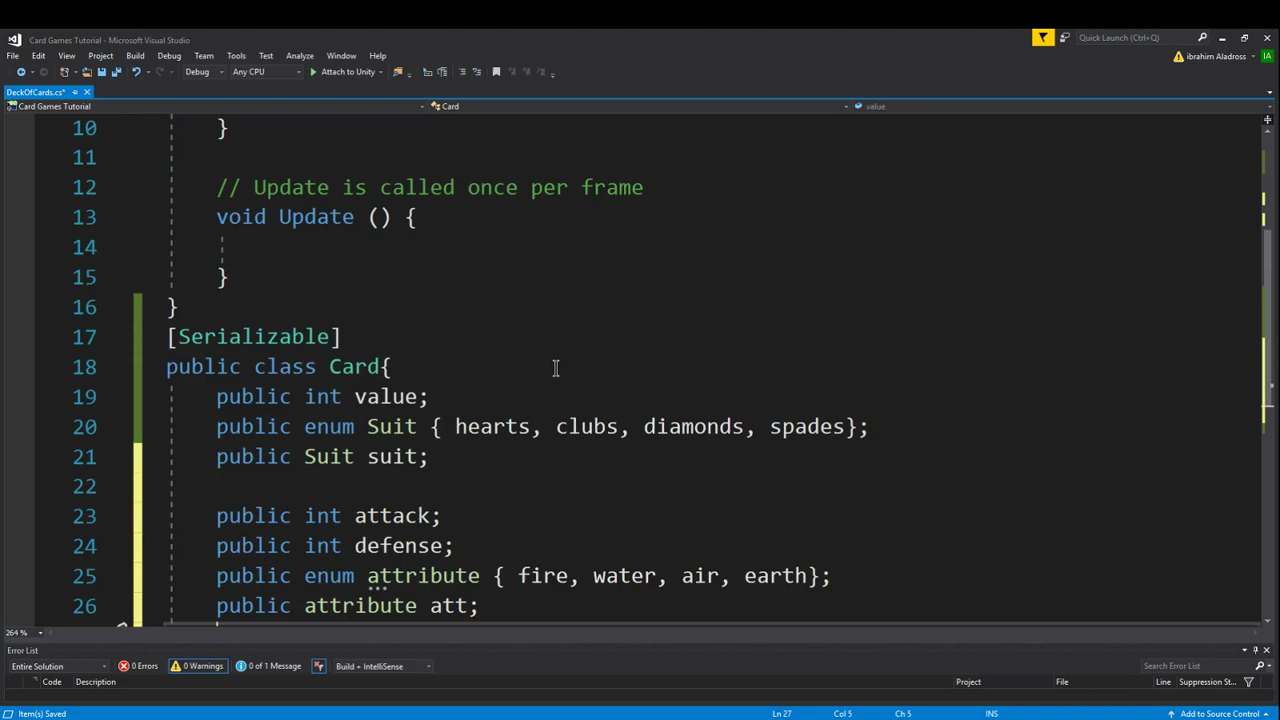 Card Games Tutorial - Microsoft Visual Studio
Quick Launch (Ctrl+Q)
File Edit View Project Build Debug Team Tools Test Analyze Window Help
ibrahim Aladross IA
Debug Any CPU Attach to Unity
DeckOfCards.cs*
Card Games Tutorial Card value
10 }
11
12 // Update is called once per frame
13 void Update () {
14
15 }
16 }
17 [Serializable]
18 public class Card{
19 public int value;
20 public enum Suit { hearts, clubs, diamonds, spades};
21 public Suit suit;
22
23 public int attack;
24 public int defense;
25 public enum attribute { fire, water, air, earth};
26 public attribute att;
264 %
Error List
Entire Solution 0 Errors 0 Warnings 0 of 1 Message Build + IntelliSense Search Error List
Code Description Project File Line Suppression St...
Item(s) Saved Ln 27 Col 5 Ch 5 INS Add to Source Control